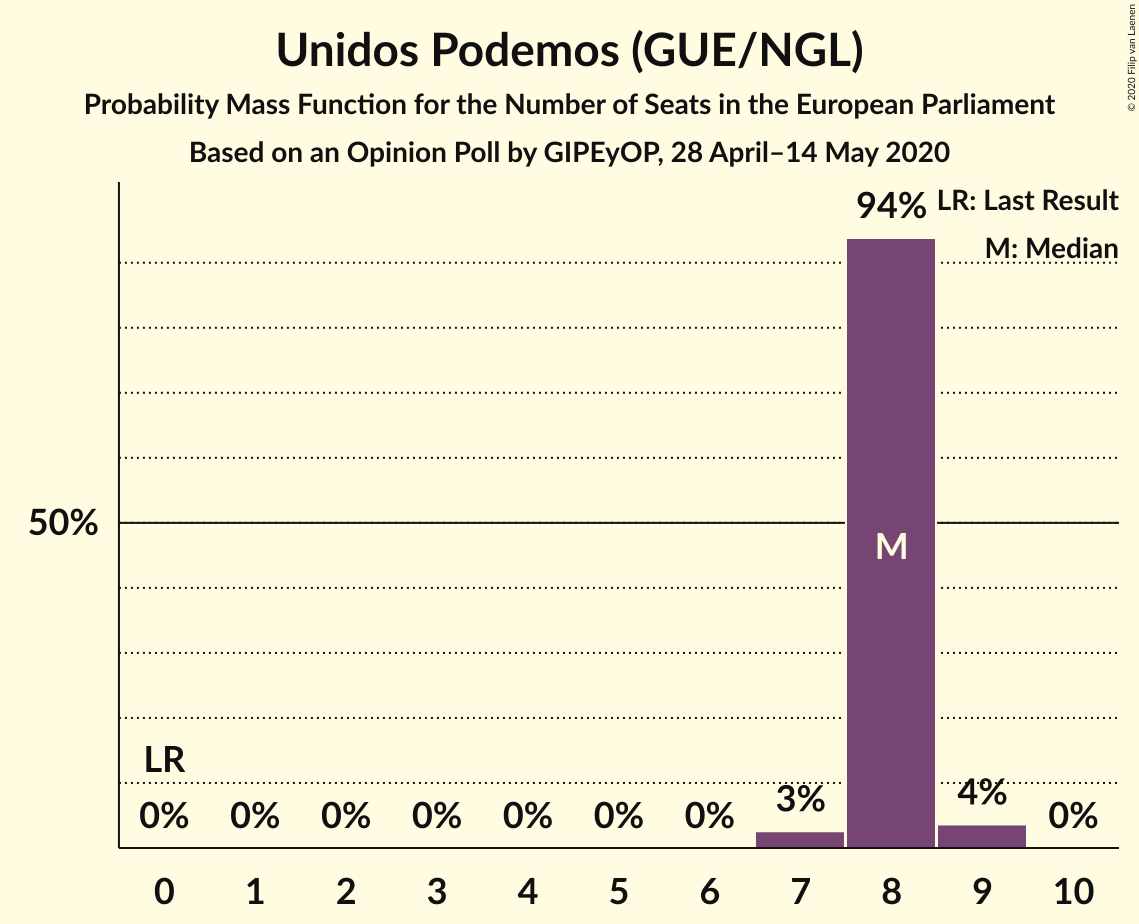 Unidos Podemos (GUE/NGL)
Probability Mass Function for the Number of Seats in the European Parliament
Based on an Opinion Poll by GIPEyOP, 28 April–14 May 2020
© 2020 Filip van Laenen
94% LR: Last Result
M: Median
50%
M
LR
0% 0% 0% 0% 0% 0% 0% 3% 4% 0%
0 1 2 3 4 5 6 7 8 9 10